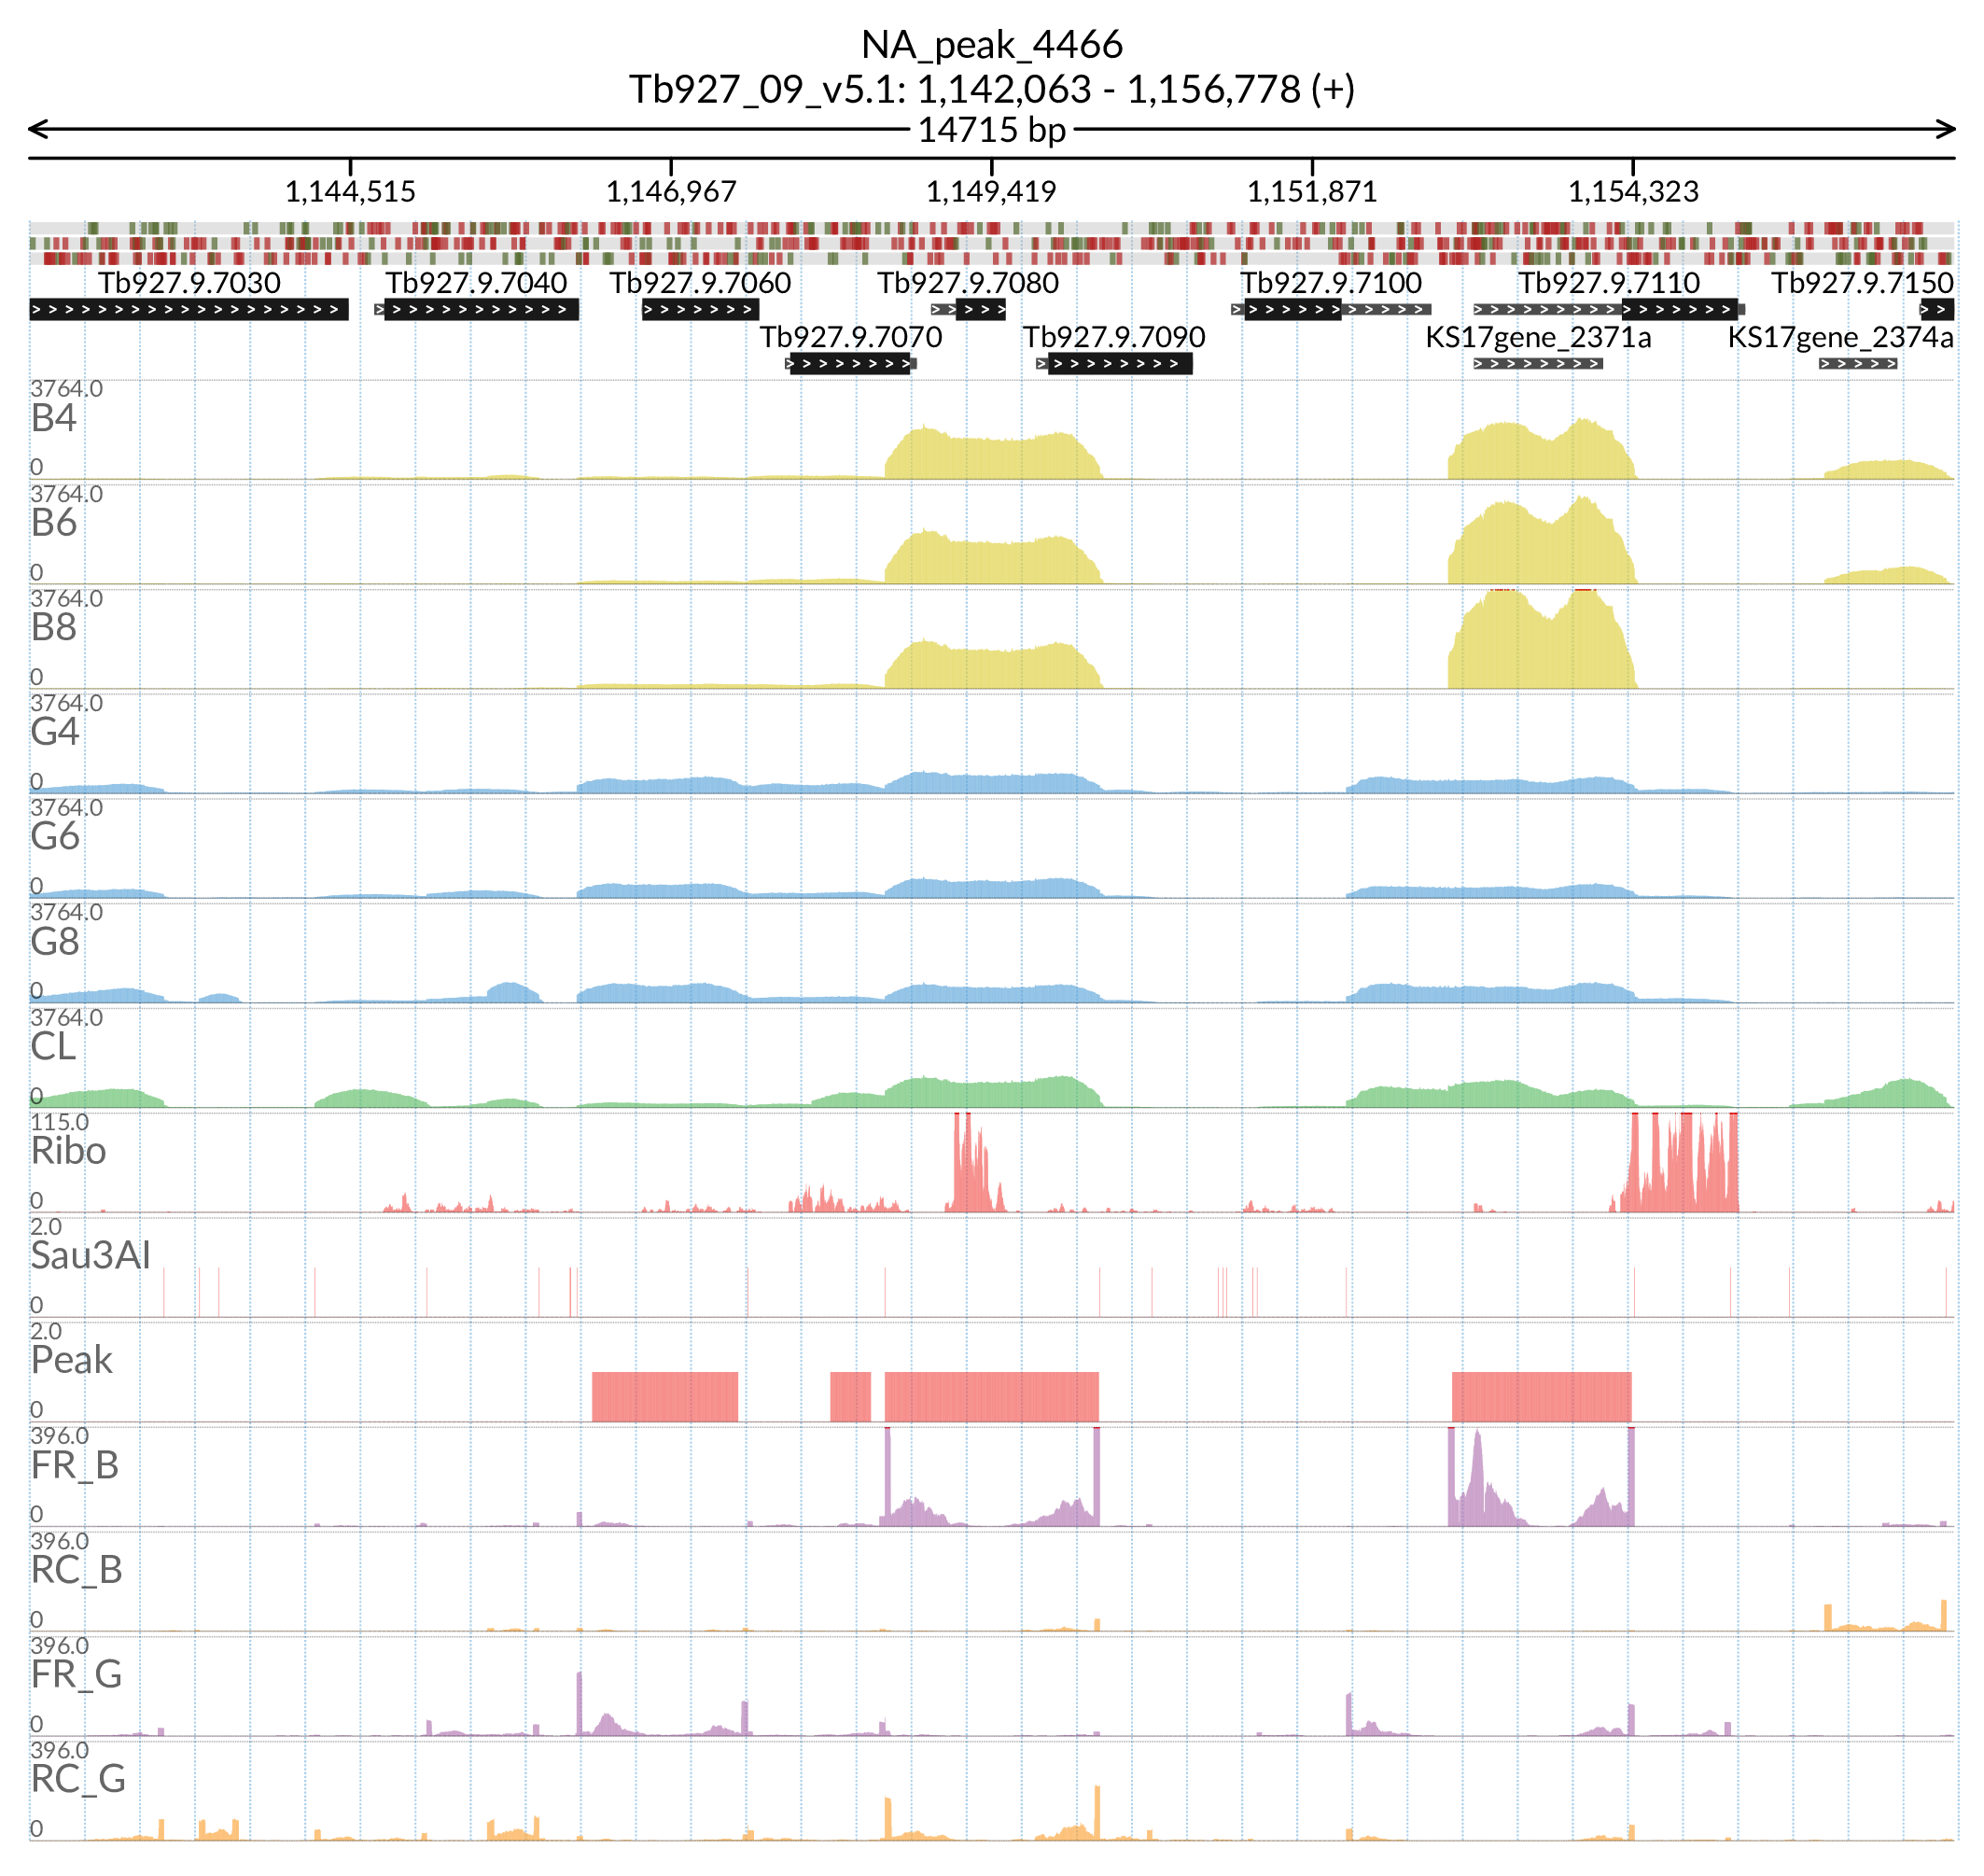 NA_peak_4466
Tb927_09_v5.1: 1,142,063 - 1,156,778 (+)
14715 bp
1,144,515 1,146,967 1,149,419 1,151,871 1,154,323
Tb927.9.7030 Tb927.9.7040 Tb927.9.7060 Tb927.9.7080 Tb927.9.7100 Tb927.9.7110 Tb927.9.7150
Tb927.9.7070 Tb927.9.7090 KS17gene_2371a KS17gene_2374a
3764.0
B4
0
3764.0
B6
0
3764.0
B8
0
3764.0
G4
0
3764.0
G6
0
3764.0
G8
0
3764.0
CL
0
115.0
Ribo
0
2.0
Sau3AI
0
2.0
Peak
0
396.0
FR_B
0
396.0
RC_B
0
396.0
FR_G
0
396.0
RC_G
0